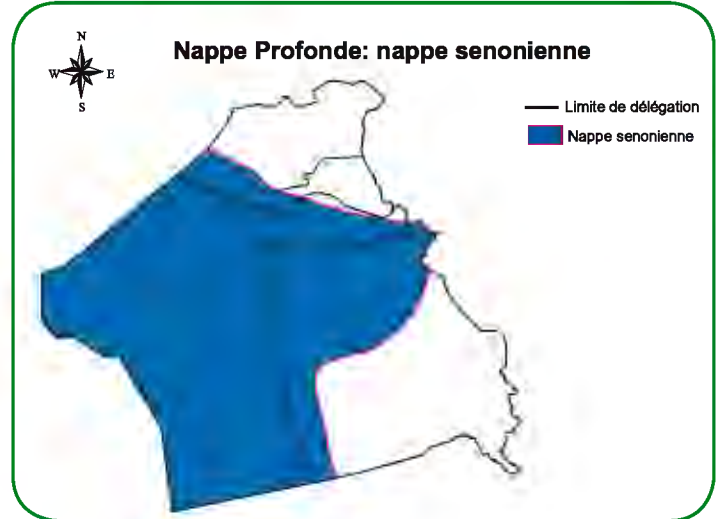 Nappe Profonde: nappe senonienne
N
W E
S
Limite de délégation
Nappe senonienne